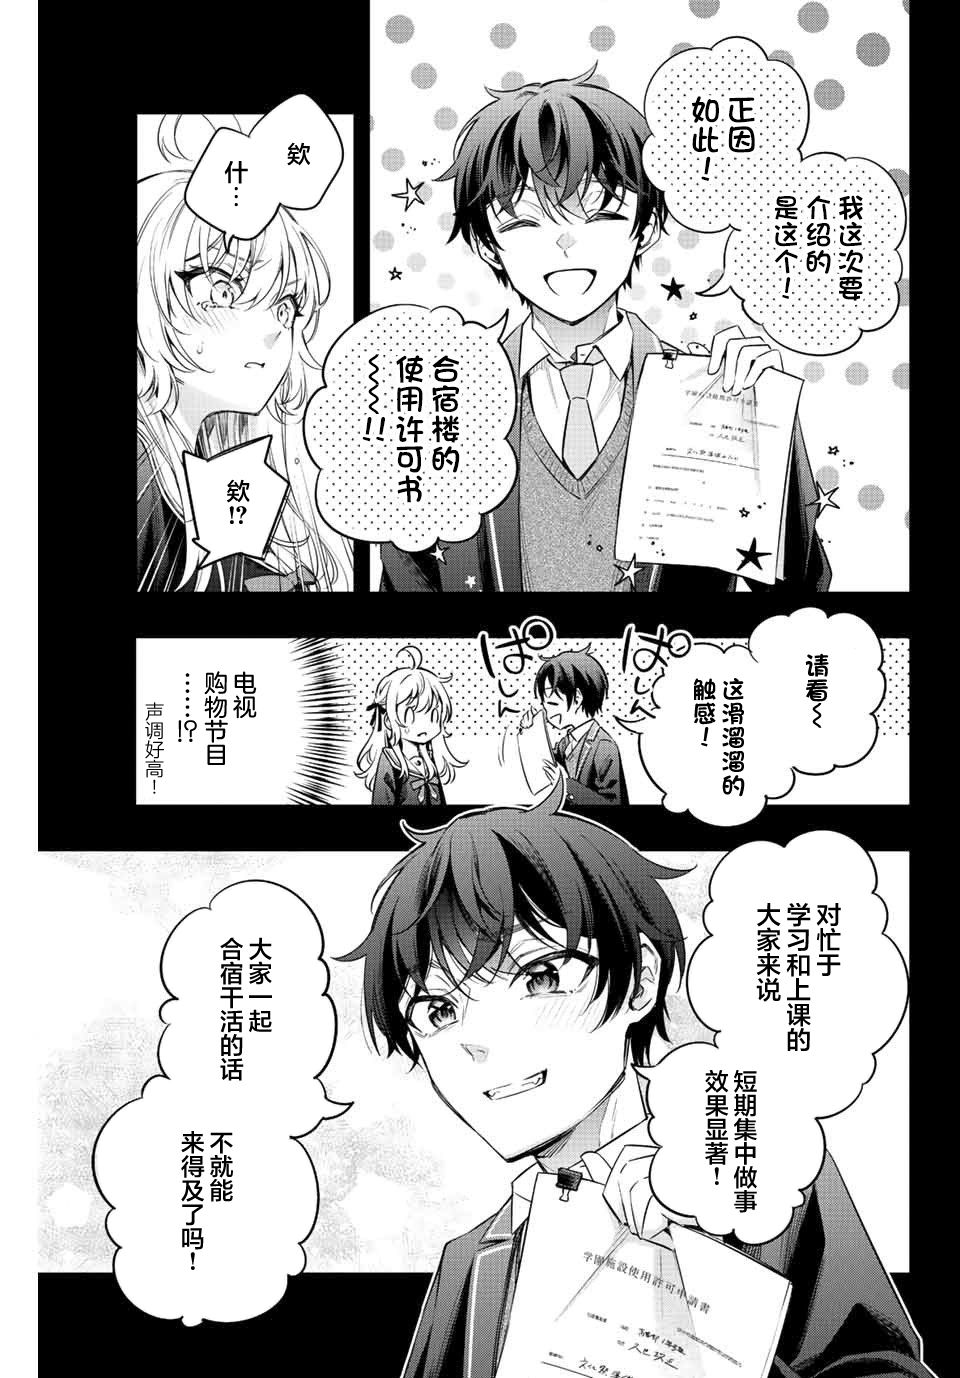 正因
如此！
我这次要
介绍的
是这个！
合宿楼的
使用许可书
～～～!!
欸
什…
欸!?
请看～
这滑溜溜的
触感！
ぱしん
ぱしん
电视
购物节目
……!?
声调好高！
对忙于
学习和上课的
大家来说
短期集中做事
效果显著！
大家一起
合宿干活的话
不就能
来得及了吗！
学園施設使用許可申請書